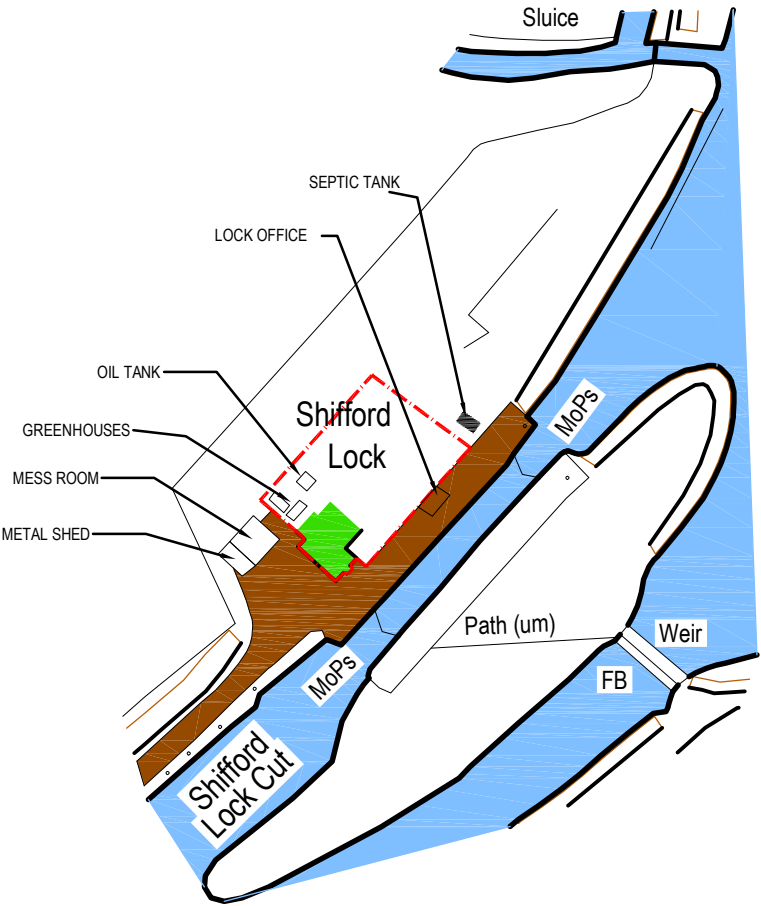 Sluice
SEPTIC TANK
LOCK OFFICE
OIL TANK
GREENHOUSES
MESS ROOM
METAL SHED
Shifford
Lock
MoPs
Path (um)
Weir
FB
MoPs
Shifford
Lock Cut